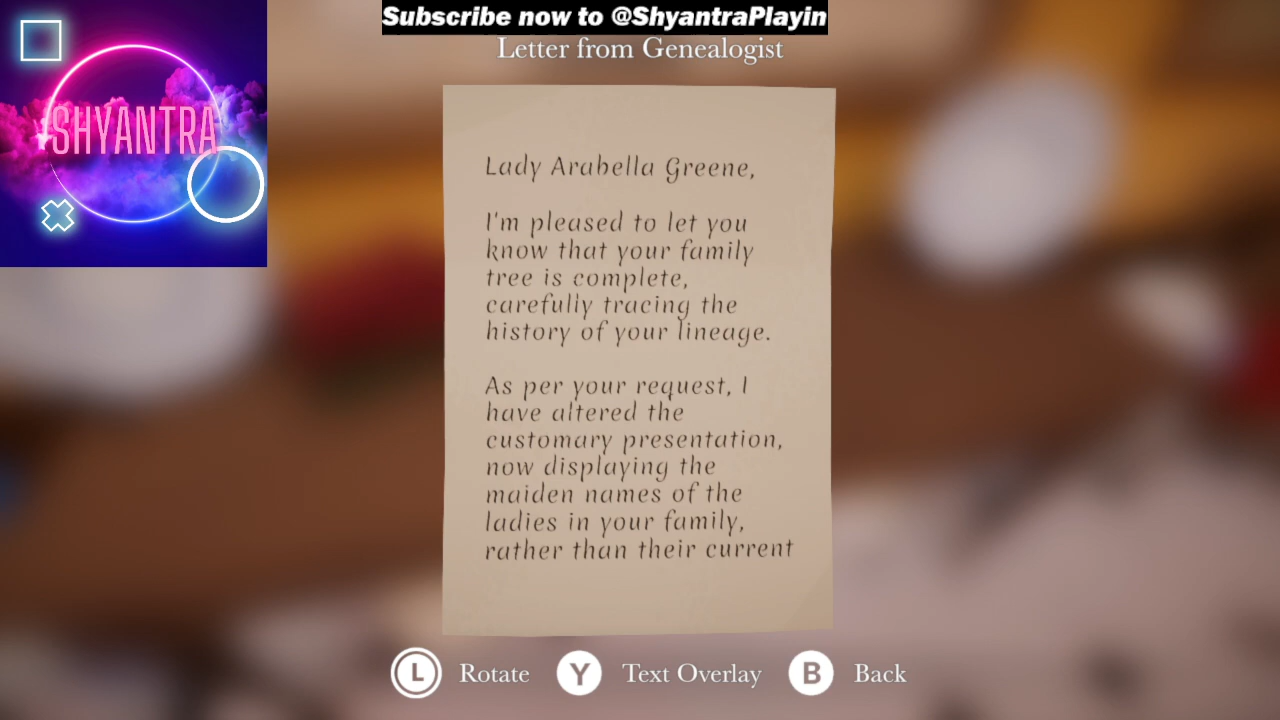 Subscribe now to @ShyantraPlayin
Letter from Genealogist
SHYANTRA
Lady Arabella Greene,
I'm pleased to let you
know that your family
tree is complete,
carefully tracing the
history of your lineage.
As per your request, I
have altered the
customary presentation,
now displaying the
maiden names of the
ladies in your family,
rather than their current
L Rotate Y Text Overlay B Back